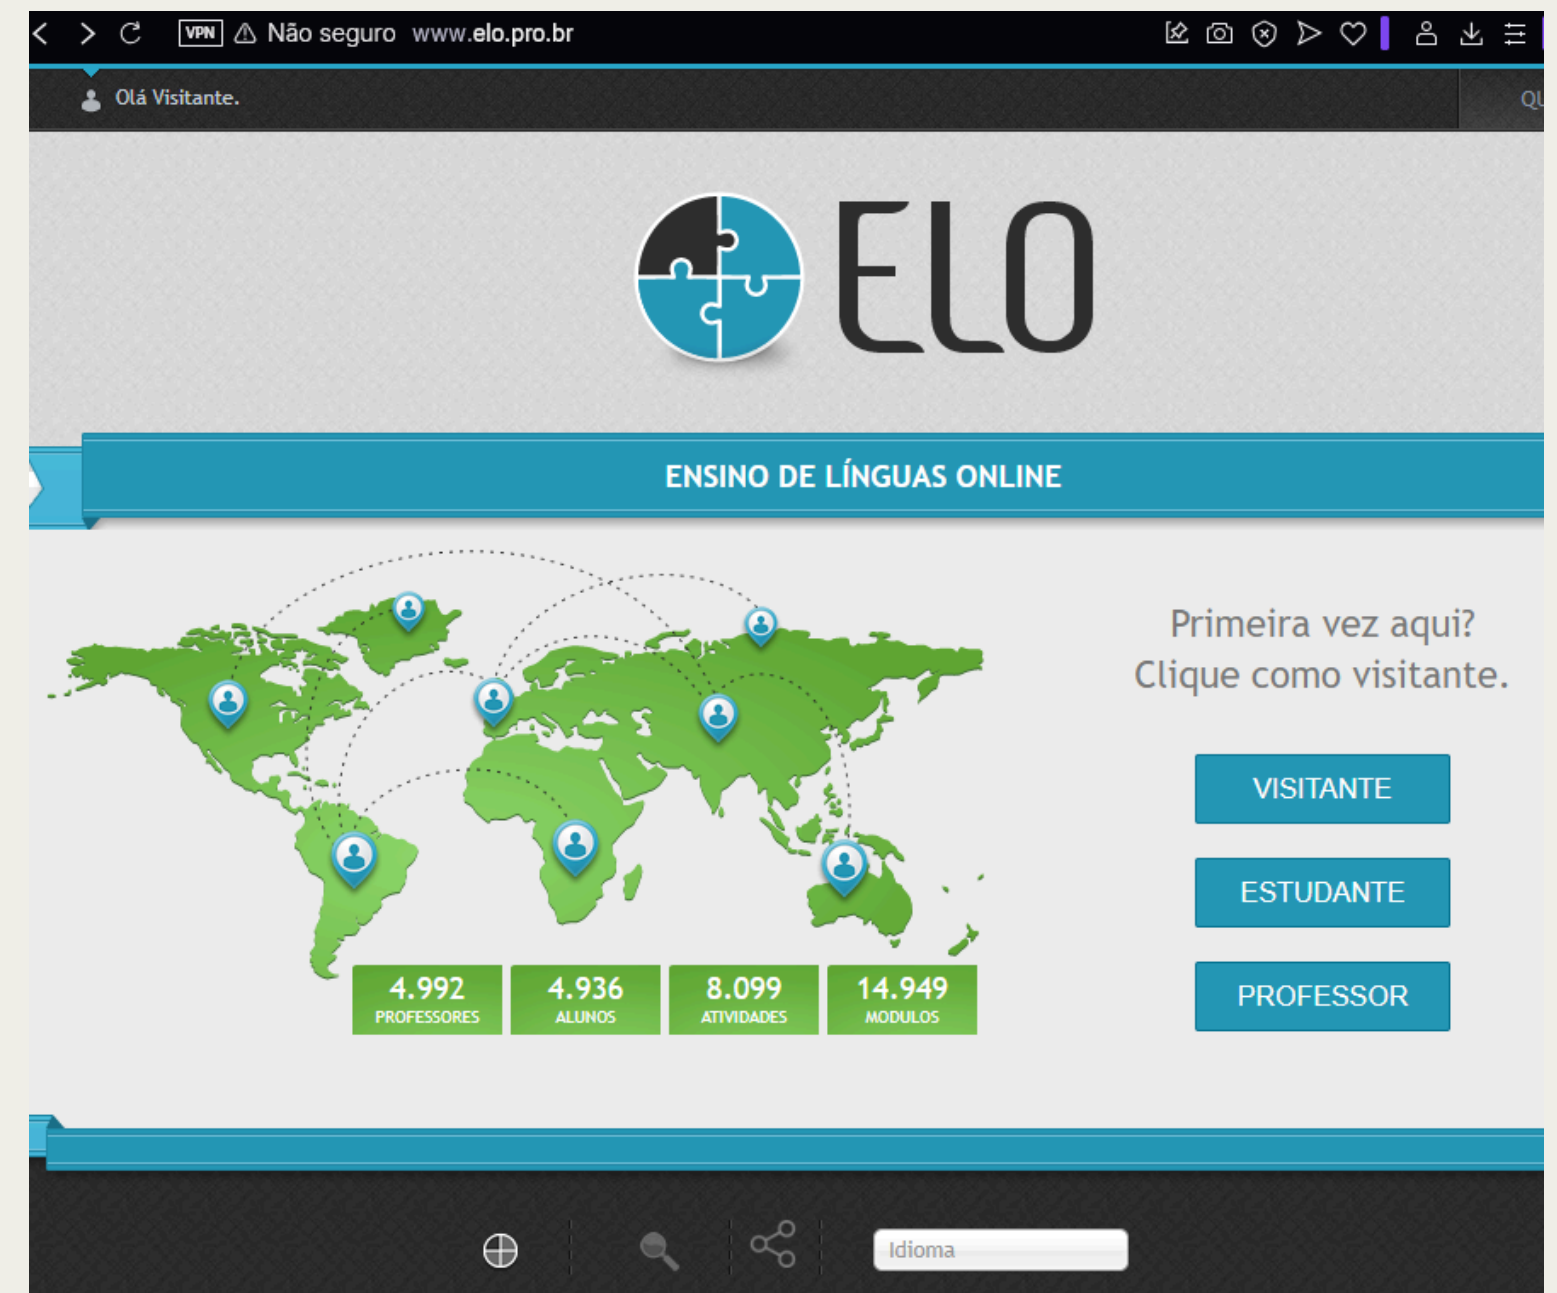 VPN Não seguro www.elo.pro.br
Olá Visitante.
ELO
ENSINO DE LÍNGUAS ONLINE
Primeira vez aqui?
Clique como visitante.
VISITANTE
ESTUDANTE
PROFESSOR
4.992
PROFESSORES
4.936
ALUNOS
8.099
ATIVIDADES
14.949
MODULOS
Idioma